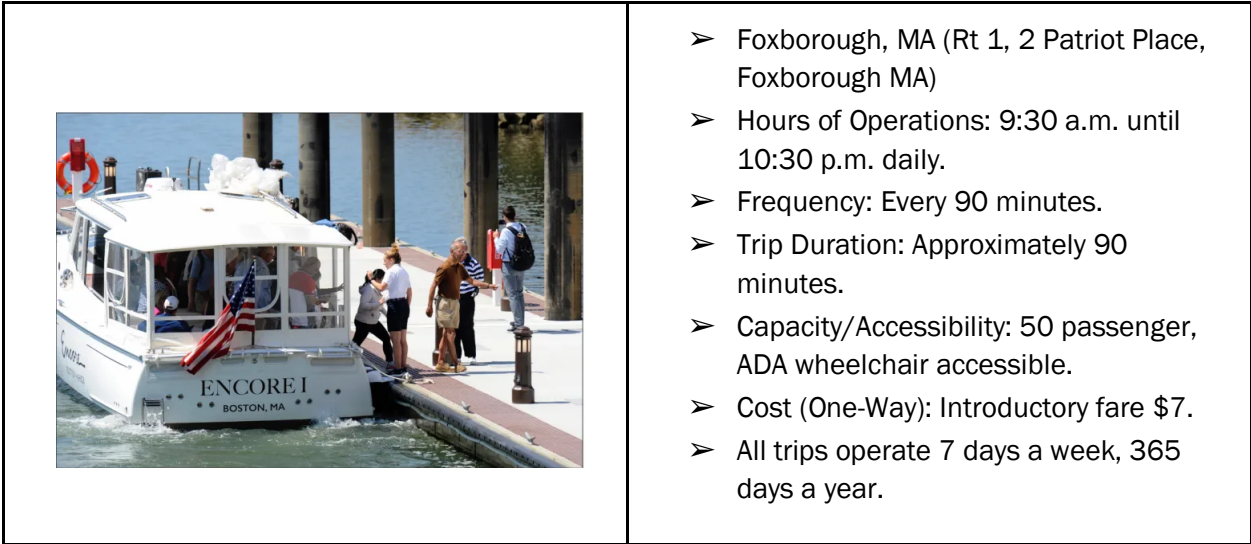 Encore
ENCORE I
BOSTON, MA
➢ Foxborough, MA (Rt 1, 2 Patriot Place,
Foxborough MA)
➢ Hours of Operations: 9:30 a.m. until
10:30 p.m. daily.
➢ Frequency: Every 90 minutes.
➢ Trip Duration: Approximately 90
minutes.
➢ Capacity/Accessibility: 50 passenger,
ADA wheelchair accessible.
➢ Cost (One-Way): Introductory fare $7.
➢ All trips operate 7 days a week, 365
days a year.